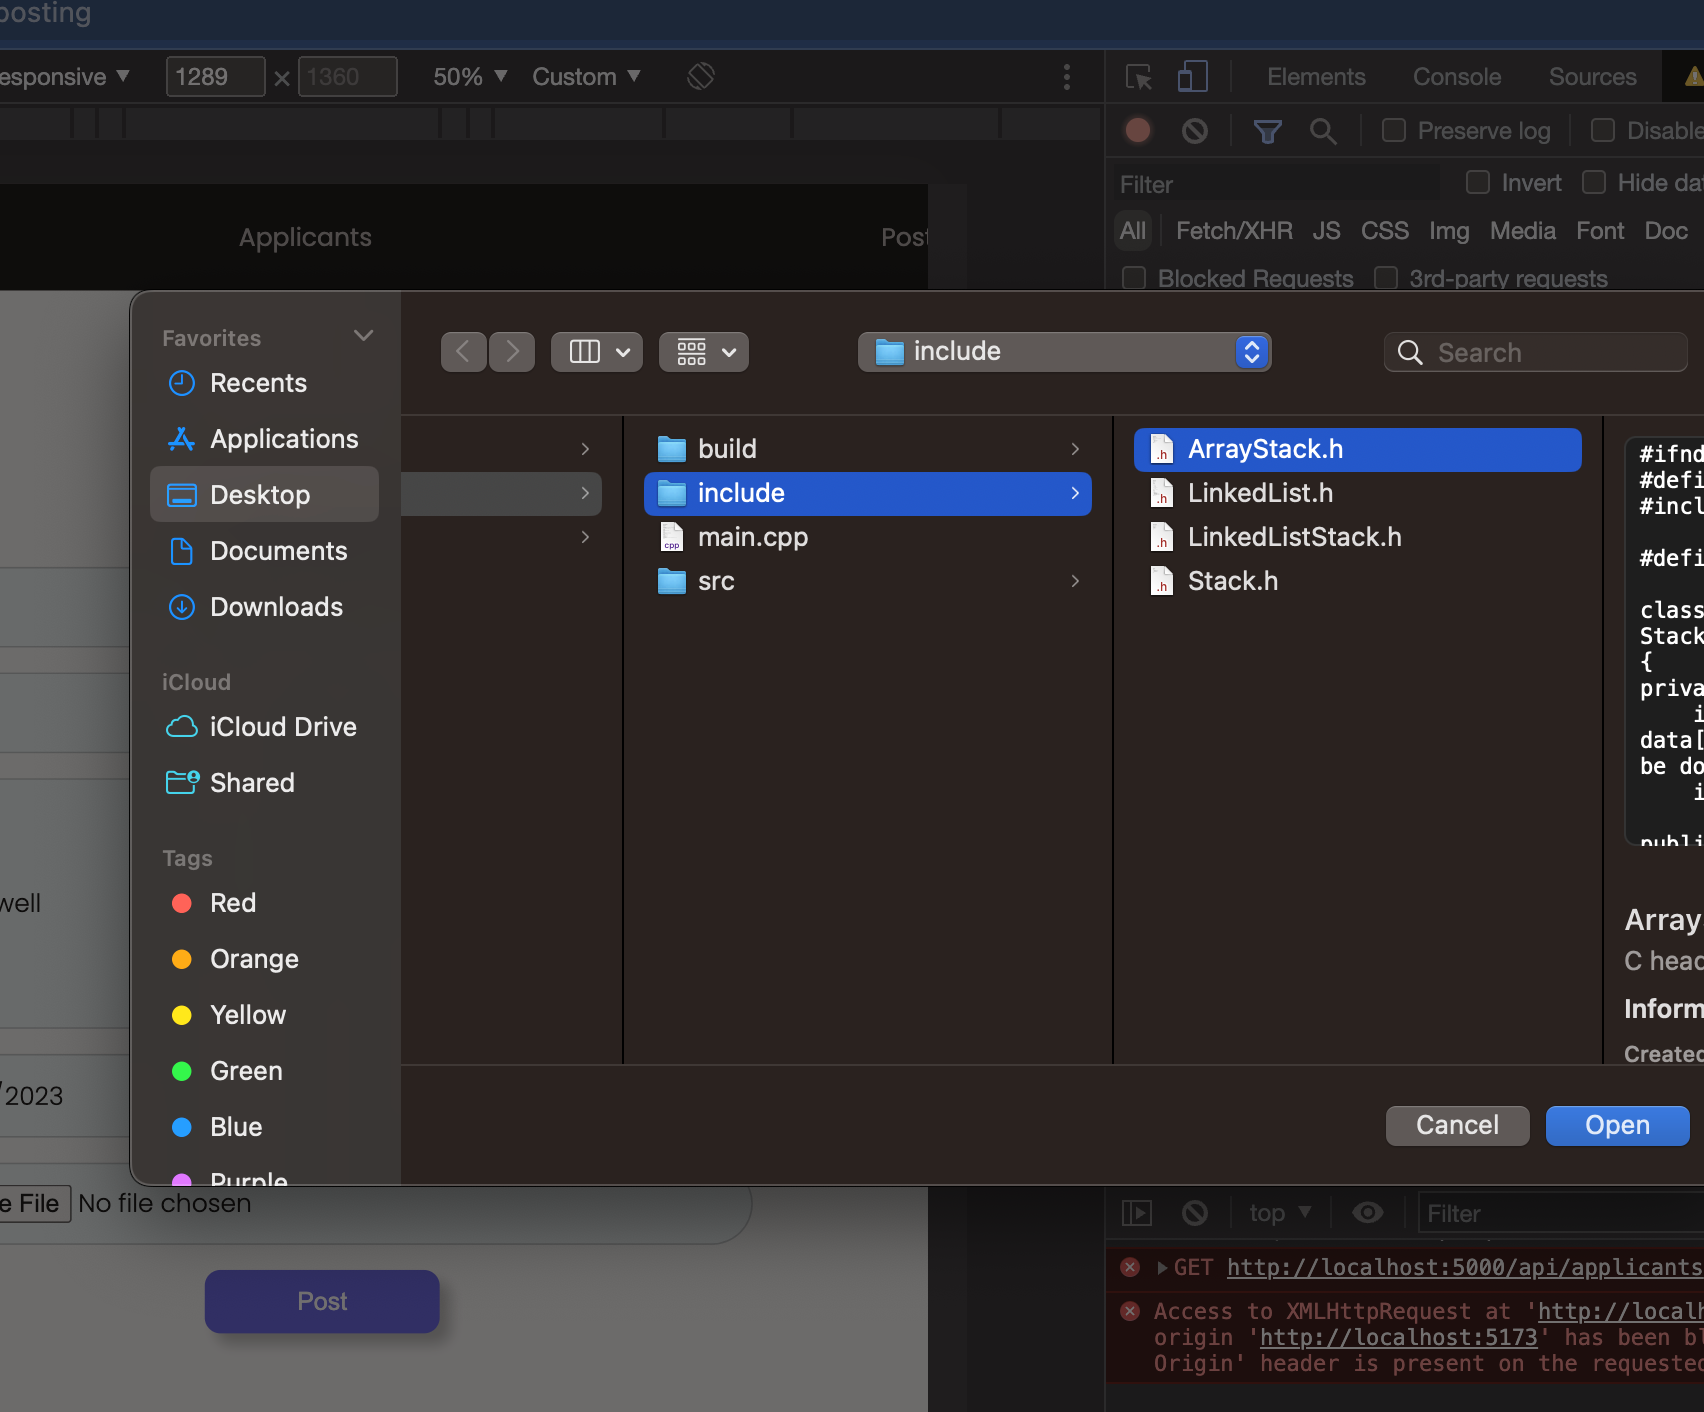 posting
esponsive ▼ 1289 × 1360 50% ▼ Custom ▼
Elements Console Sources
Preserve log Disable
Filter Invert Hide da
All Fetch/XHR JS CSS Img Media Font Doc
Blocked Requests 3rd-party requests
Applicants Post
Favorites
Recents
Applications
Desktop
Documents
Downloads
iCloud
iCloud Drive
Shared
Tags
Red
Orange
Yellow
Green
Blue
Purple
include
Search
build
include
main.cpp
src
ArrayStack.h
LinkedList.h
LinkedListStack.h
Stack.h
#ifnd
#defi
#incl
#defi
class
Stack
{
priva
i
data[
be do
i
publi
Array
C head
Inform
Created
Cancel Open
well
/2023
e File No file chosen
Post
top ▼ Filter
GET http://localhost:5000/api/applicants
Access to XMLHttpRequest at 'http://localh
origin 'http://localhost:5173' has been bl
Origin' header is present on the requested